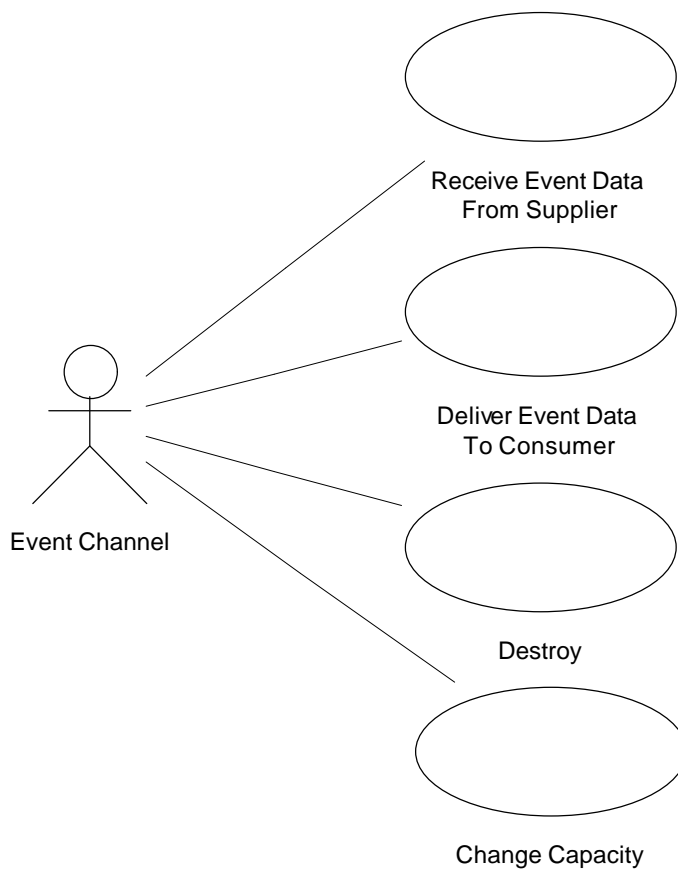 Receive Event Data
From Supplier
Deliver Event Data
To Consumer
Event Channel
Destroy
Change Capacity